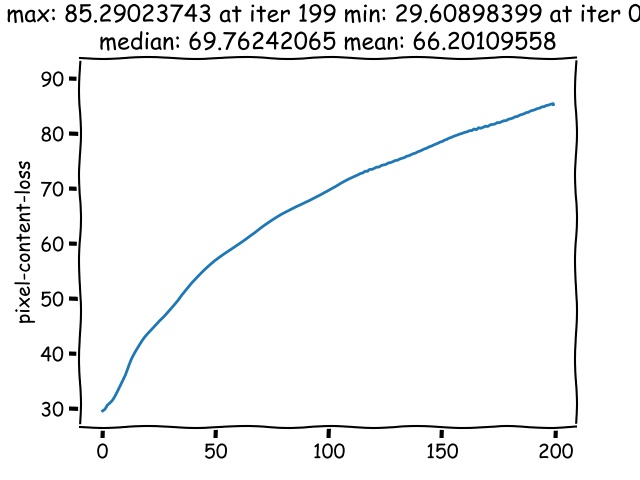 max: 85.29023743 at iter 199 min: 29.60898399 at iter 0
median: 69.76242065 mean: 66.20109558
pixel-content-loss
90
80
70
60
50
40
30
0 50 100 150 200